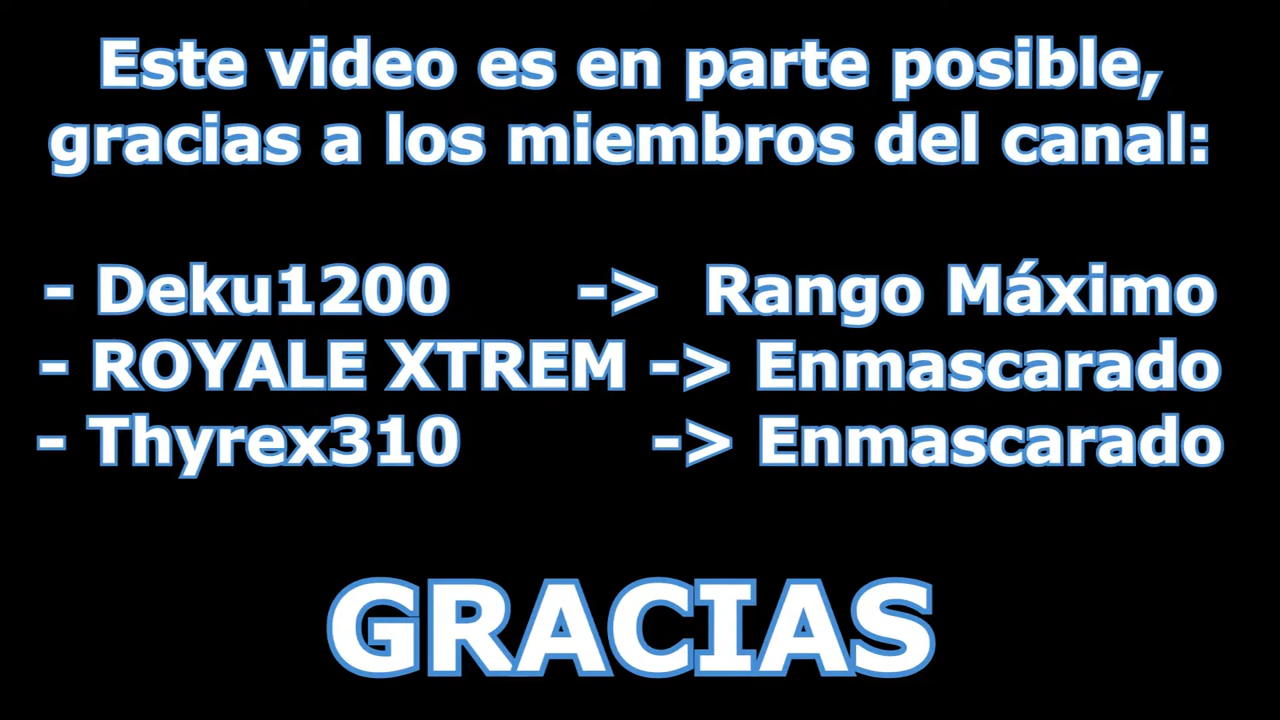 Este video es en parte posible,
gracias a los miembros del canal:
- Deku1200 -> Rango Máximo
- ROYALE XTREM -> Enmascarado
- Thyrex310 -> Enmascarado
GRACIAS